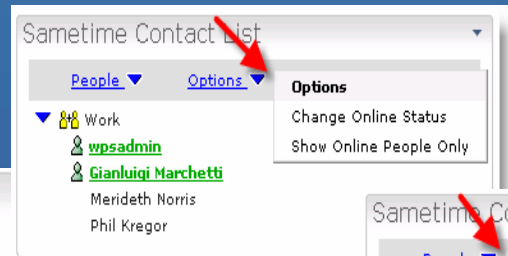 Sametime Contact List
People Options
Options
Change Online Status
Show Online People Only
Work
wpsadmin
Gianluigi Marchetti
Merideth Norris
Phil Kregor
Sametime